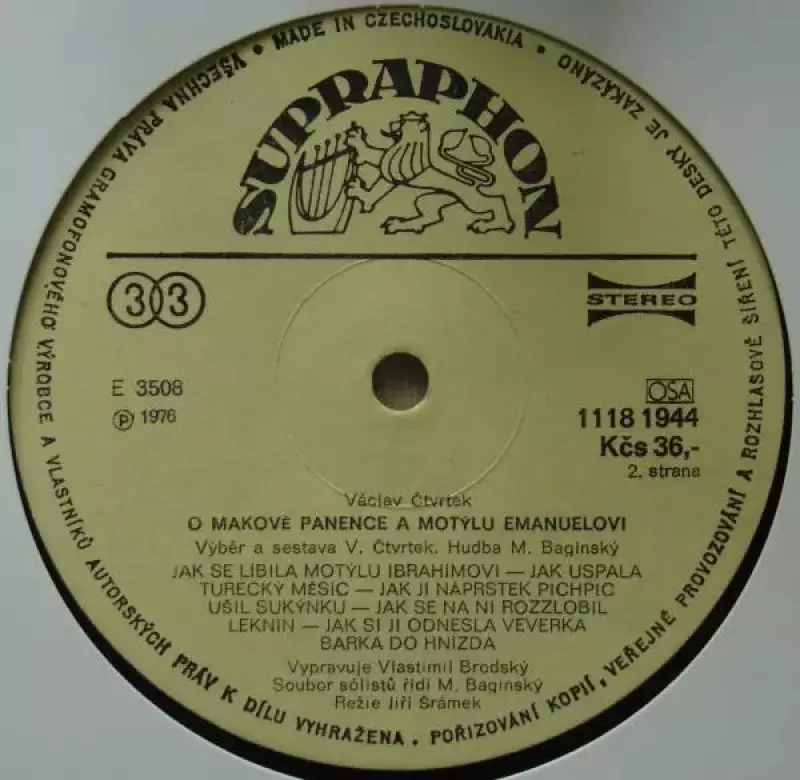 VŠECHNA PRÁVA GRAMOFONOVÉHO VÝROBCE A VLASTNÍKŮ AUTORSKÝCH PRÁV K DÍLU VYHRAŽENA. POŘIZOVÁNÍ KOPIÍ, VEŘEJNÉ PROVOZOVÁNÍ A ROZHLASOVÉ ŠÍŘENÍ TÉTO DESKY JE ZAKÁZÁNO • MADE IN CZECHOSLOVAKIA •
SUPRAPHON
33
STEREO
E 3508
℗ 1976
OSA
1118 1944
Kčs 36,-
2. strana
Václav Čtvrtek
O MAKOVÉ PANENCE A MOTÝLU EMANUELOVI
Výběr a sestava V. Čtvrtek. Hudba M. Baginský
JAK SE LÍBILA MOTÝLU IBRAHIMOVI — JAK USPALA
TURECKÝ MĚSÍC — JAK JÍ NÁPRSTEK PICHPIC
UŠIL SUKÝNKU — JAK SE NA NI ROZZLOBIL
LEKNÍN — JAK SI JI ODNESLA VEVERKA
BARKA DO HNÍZDA
Vypravuje Vlastimil Brodský
Soubor sólistů řídí M. Baginský
Režie Jiří Šrámek